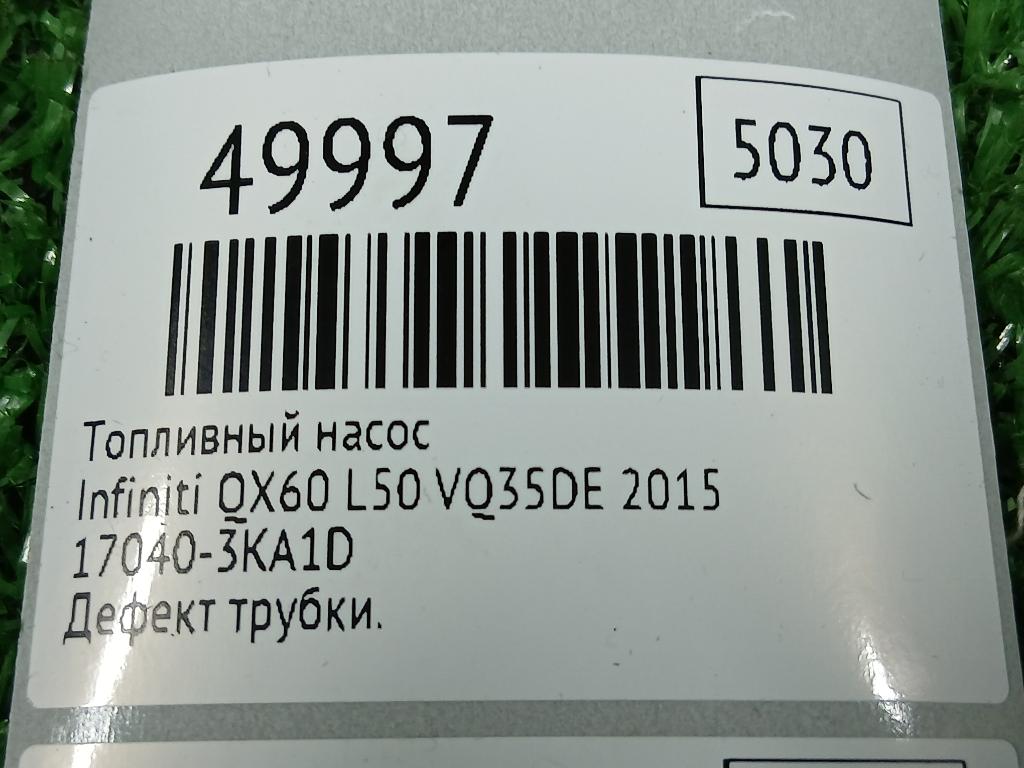 49997
5030
Топливный насос
Infiniti QX60 L50 VQ35DE 2015
17040-3KA1D
Дефект трубки.